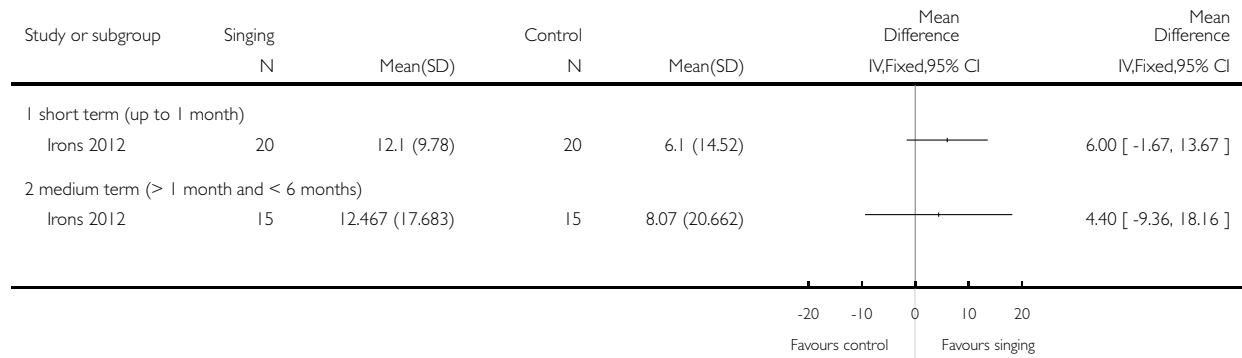 Study or subgroup Singing Control Mean Difference Mean Difference
N Mean(SD) N Mean(SD) IV,Fixed,95% CI IV,Fixed,95% CI
1 short term (up to 1 month)
Irons 2012 20 12.1 (9.78) 20 6.1 (14.52) 6.00 [ -1.67, 13.67 ]
2 medium term (> 1 month and < 6 months)
Irons 2012 15 12.467 (17.683) 15 8.07 (20.662) 4.40 [ -9.36, 18.16 ]
-20 -10 0 10 20
Favours control Favours singing